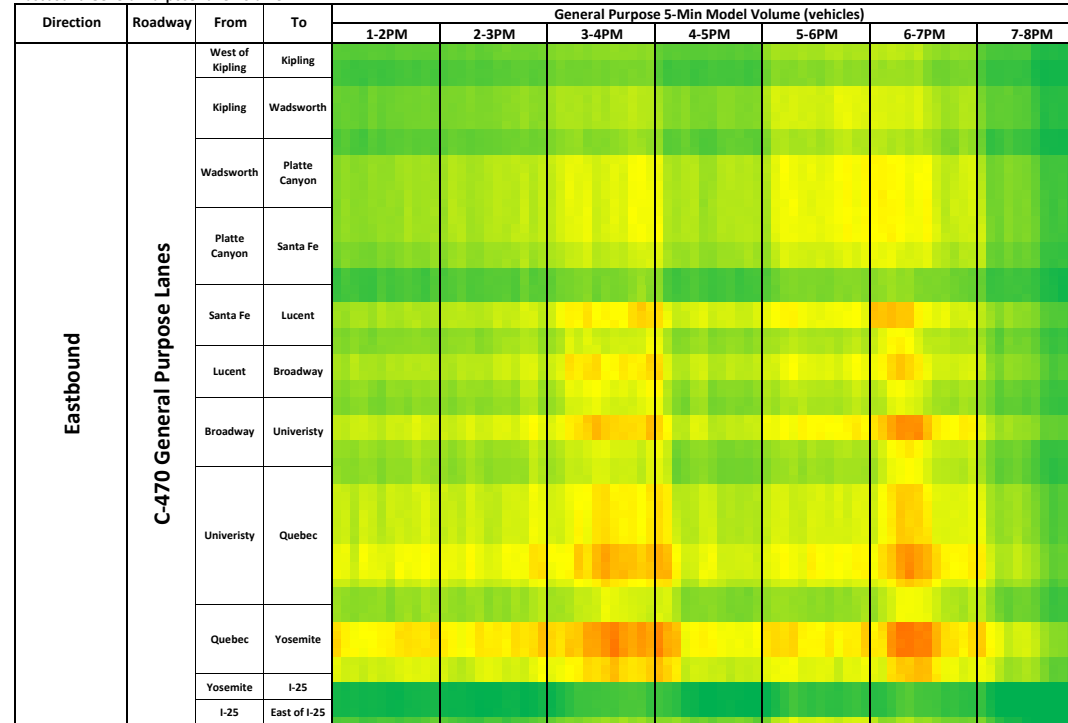 Direction
Roadway
From
To
General Purpose 5-Min Model Volume (vehicles)
1-2PM
2-3PM
3-4PM
4-5PM
5-6PM
6-7PM
7-8PM
Eastbound
C-470 General Purpose Lanes
West of
Kipling
Kipling
Kipling
Wadsworth
Wadsworth
Platte
Canyon
Platte
Canyon
Santa Fe
Santa Fe
Lucent
Lucent
Broadway
Broadway
Univeristy
Univeristy
Quebec
Quebec
Yosemite
Yosemite
I-25
I-25
East of I-25